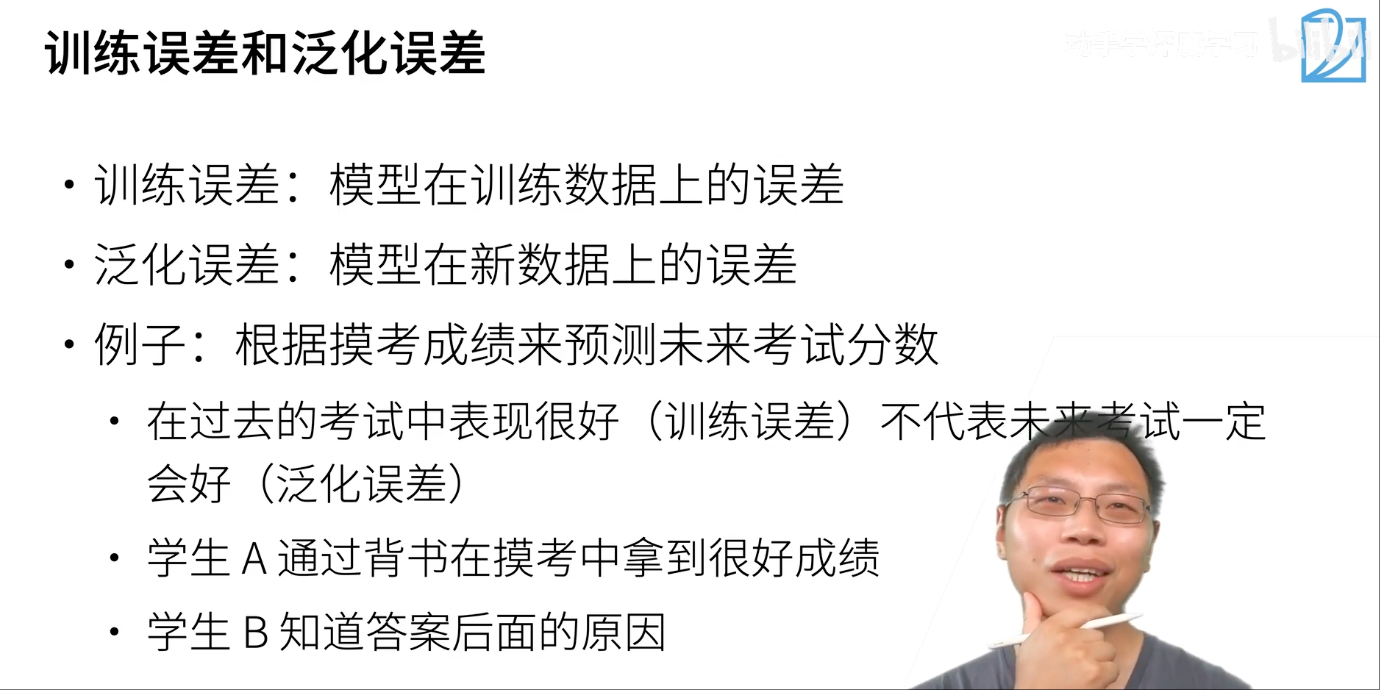 训练误差和泛化误差
• 训练误差：模型在训练数据上的误差
• 泛化误差：模型在新数据上的误差
• 例子：根据摸考成绩来预测未来考试分数
• 在过去的考试中表现很好（训练误差）不代表未来考试一定
会好（泛化误差）
• 学生 A 通过背书在摸考中拿到很好成绩
• 学生 B 知道答案后面的原因